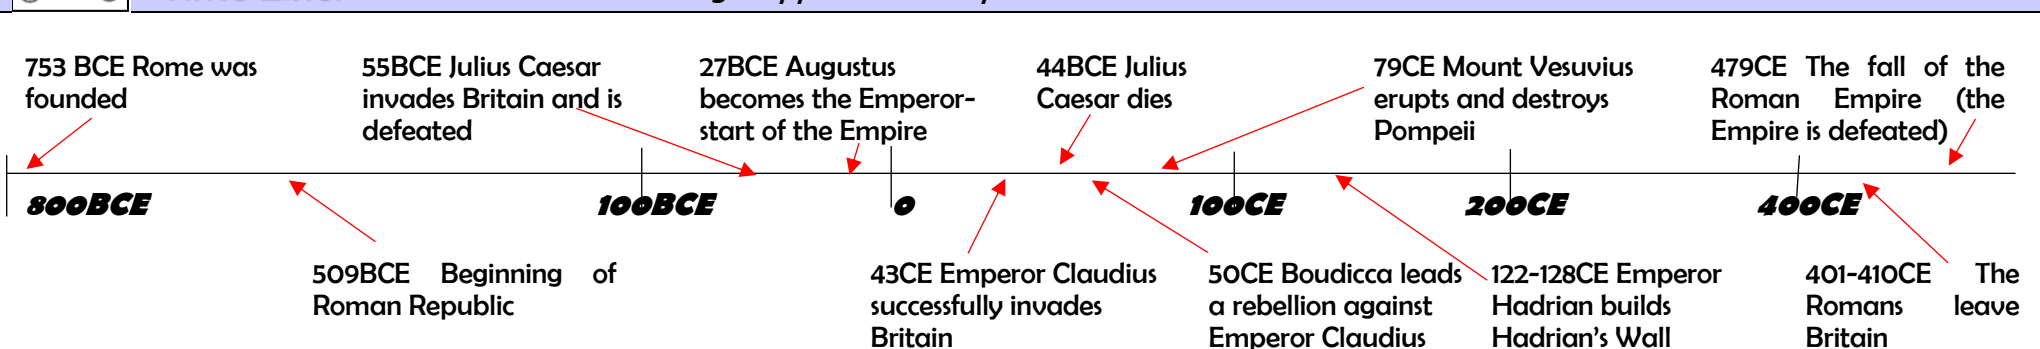 753 BCE Rome was
founded
55BCE Julius Caesar
invades Britain and is
defeated
27BCE Augustus
becomes the Emperor-
start of the Empire
44BCE Julius
Caesar dies
79CE Mount Vesuvius
erupts and destroys
Pompeii
479CE The fall of the
Roman Empire (the
Empire is defeated)
800BCE
100BCE
0
100CE
200CE
400CE
509BCE Beginning of
Roman Republic
43CE Emperor Claudius
successfully invades
Britain
50CE Boudicca leads
a rebellion against
Emperor Claudius
122-128CE Emperor
Hadrian builds
Hadrian's Wall
401-410CE The
Romans leave
Britain